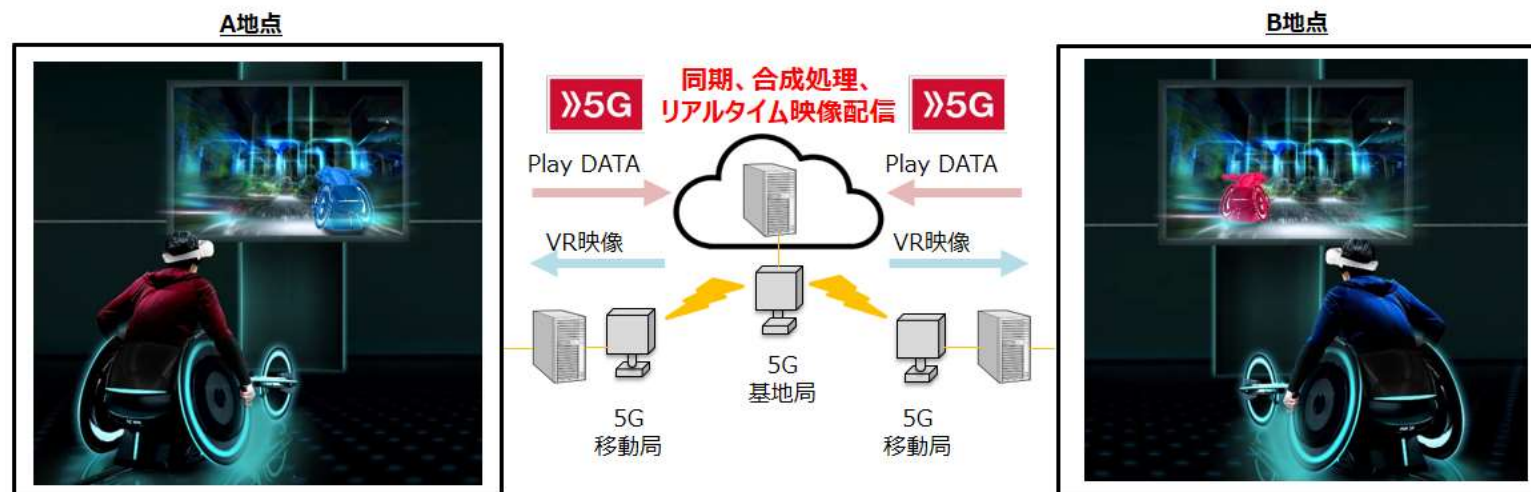 A地点
B地点
》5G
同期、合成処理、
リアルタイム映像配信
》5G
Play DATA
Play DATA
VR映像
VR映像
5G
基地局
5G
移動局
5G
移動局